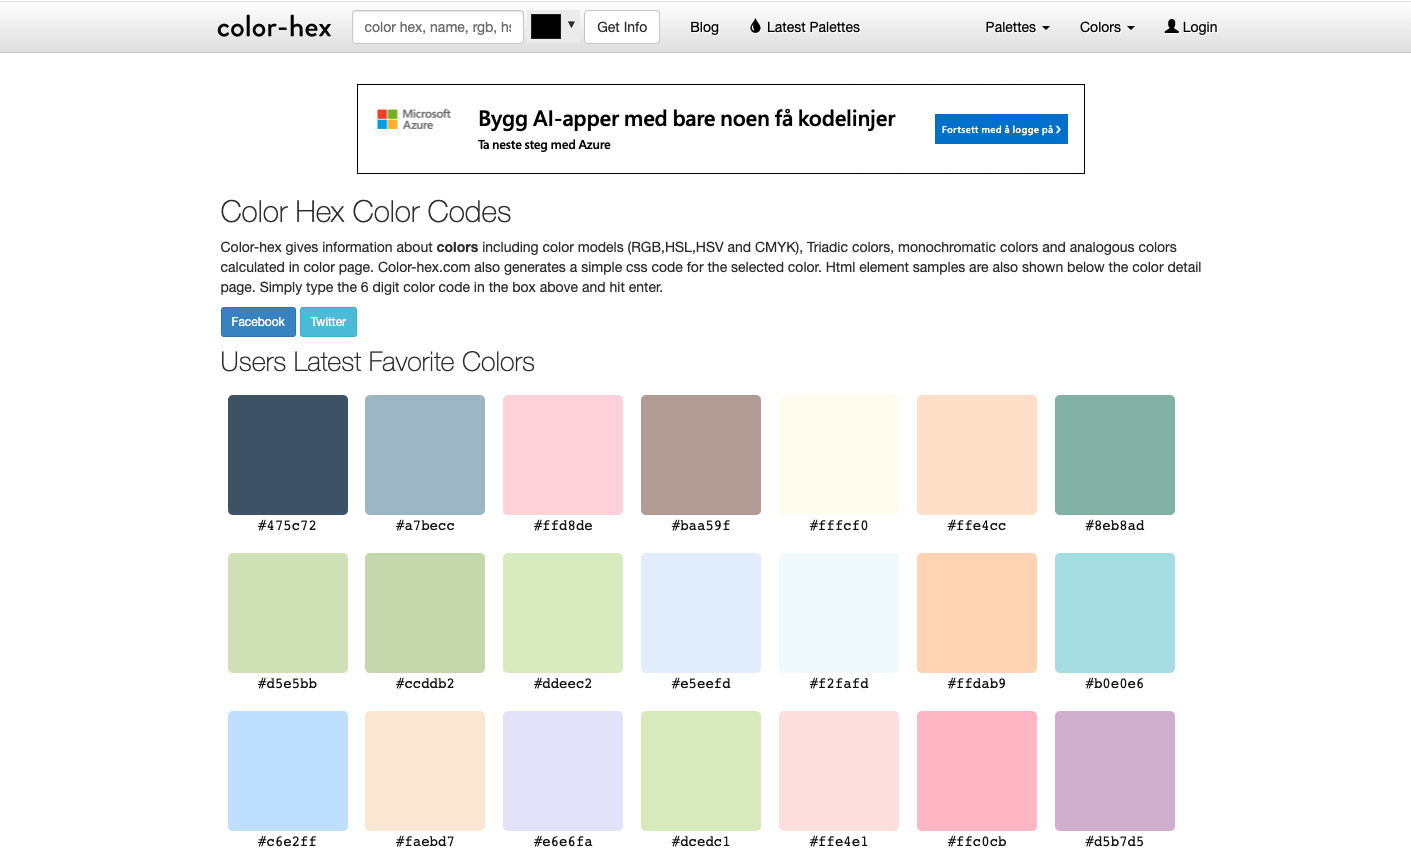 color-hex color hex, name, rgb, hs Get Info Blog Latest Palettes Palettes Colors Login
Microsoft
Azure
Bygg AI-apper med bare noen få kodelinjer
Ta neste steg med Azure
Fortsett med å logge på
Color Hex Color Codes
Color-hex gives information about colors including color models (RGB,HSL,HSV and CMYK), Triadic colors, monochromatic colors and analogous colors
calculated in color page. Color-hex.com also generates a simple css code for the selected color. Html element samples are also shown below the color detail
page. Simply type the 6 digit color code in the box above and hit enter.
Facebook Twitter
Users Latest Favorite Colors
#475c72 #a7becc #ffd8de #baa59f #fffcf0 #ffe4cc #8eb8ad
#d5e5bb #ccddb2 #ddeec2 #e5eefd #f2fafd #ffdab9 #b0e0e6
#c6e2ff #faebd7 #e6e6fa #dcedc1 #ffe4e1 #ffc0cb #d5b7d5